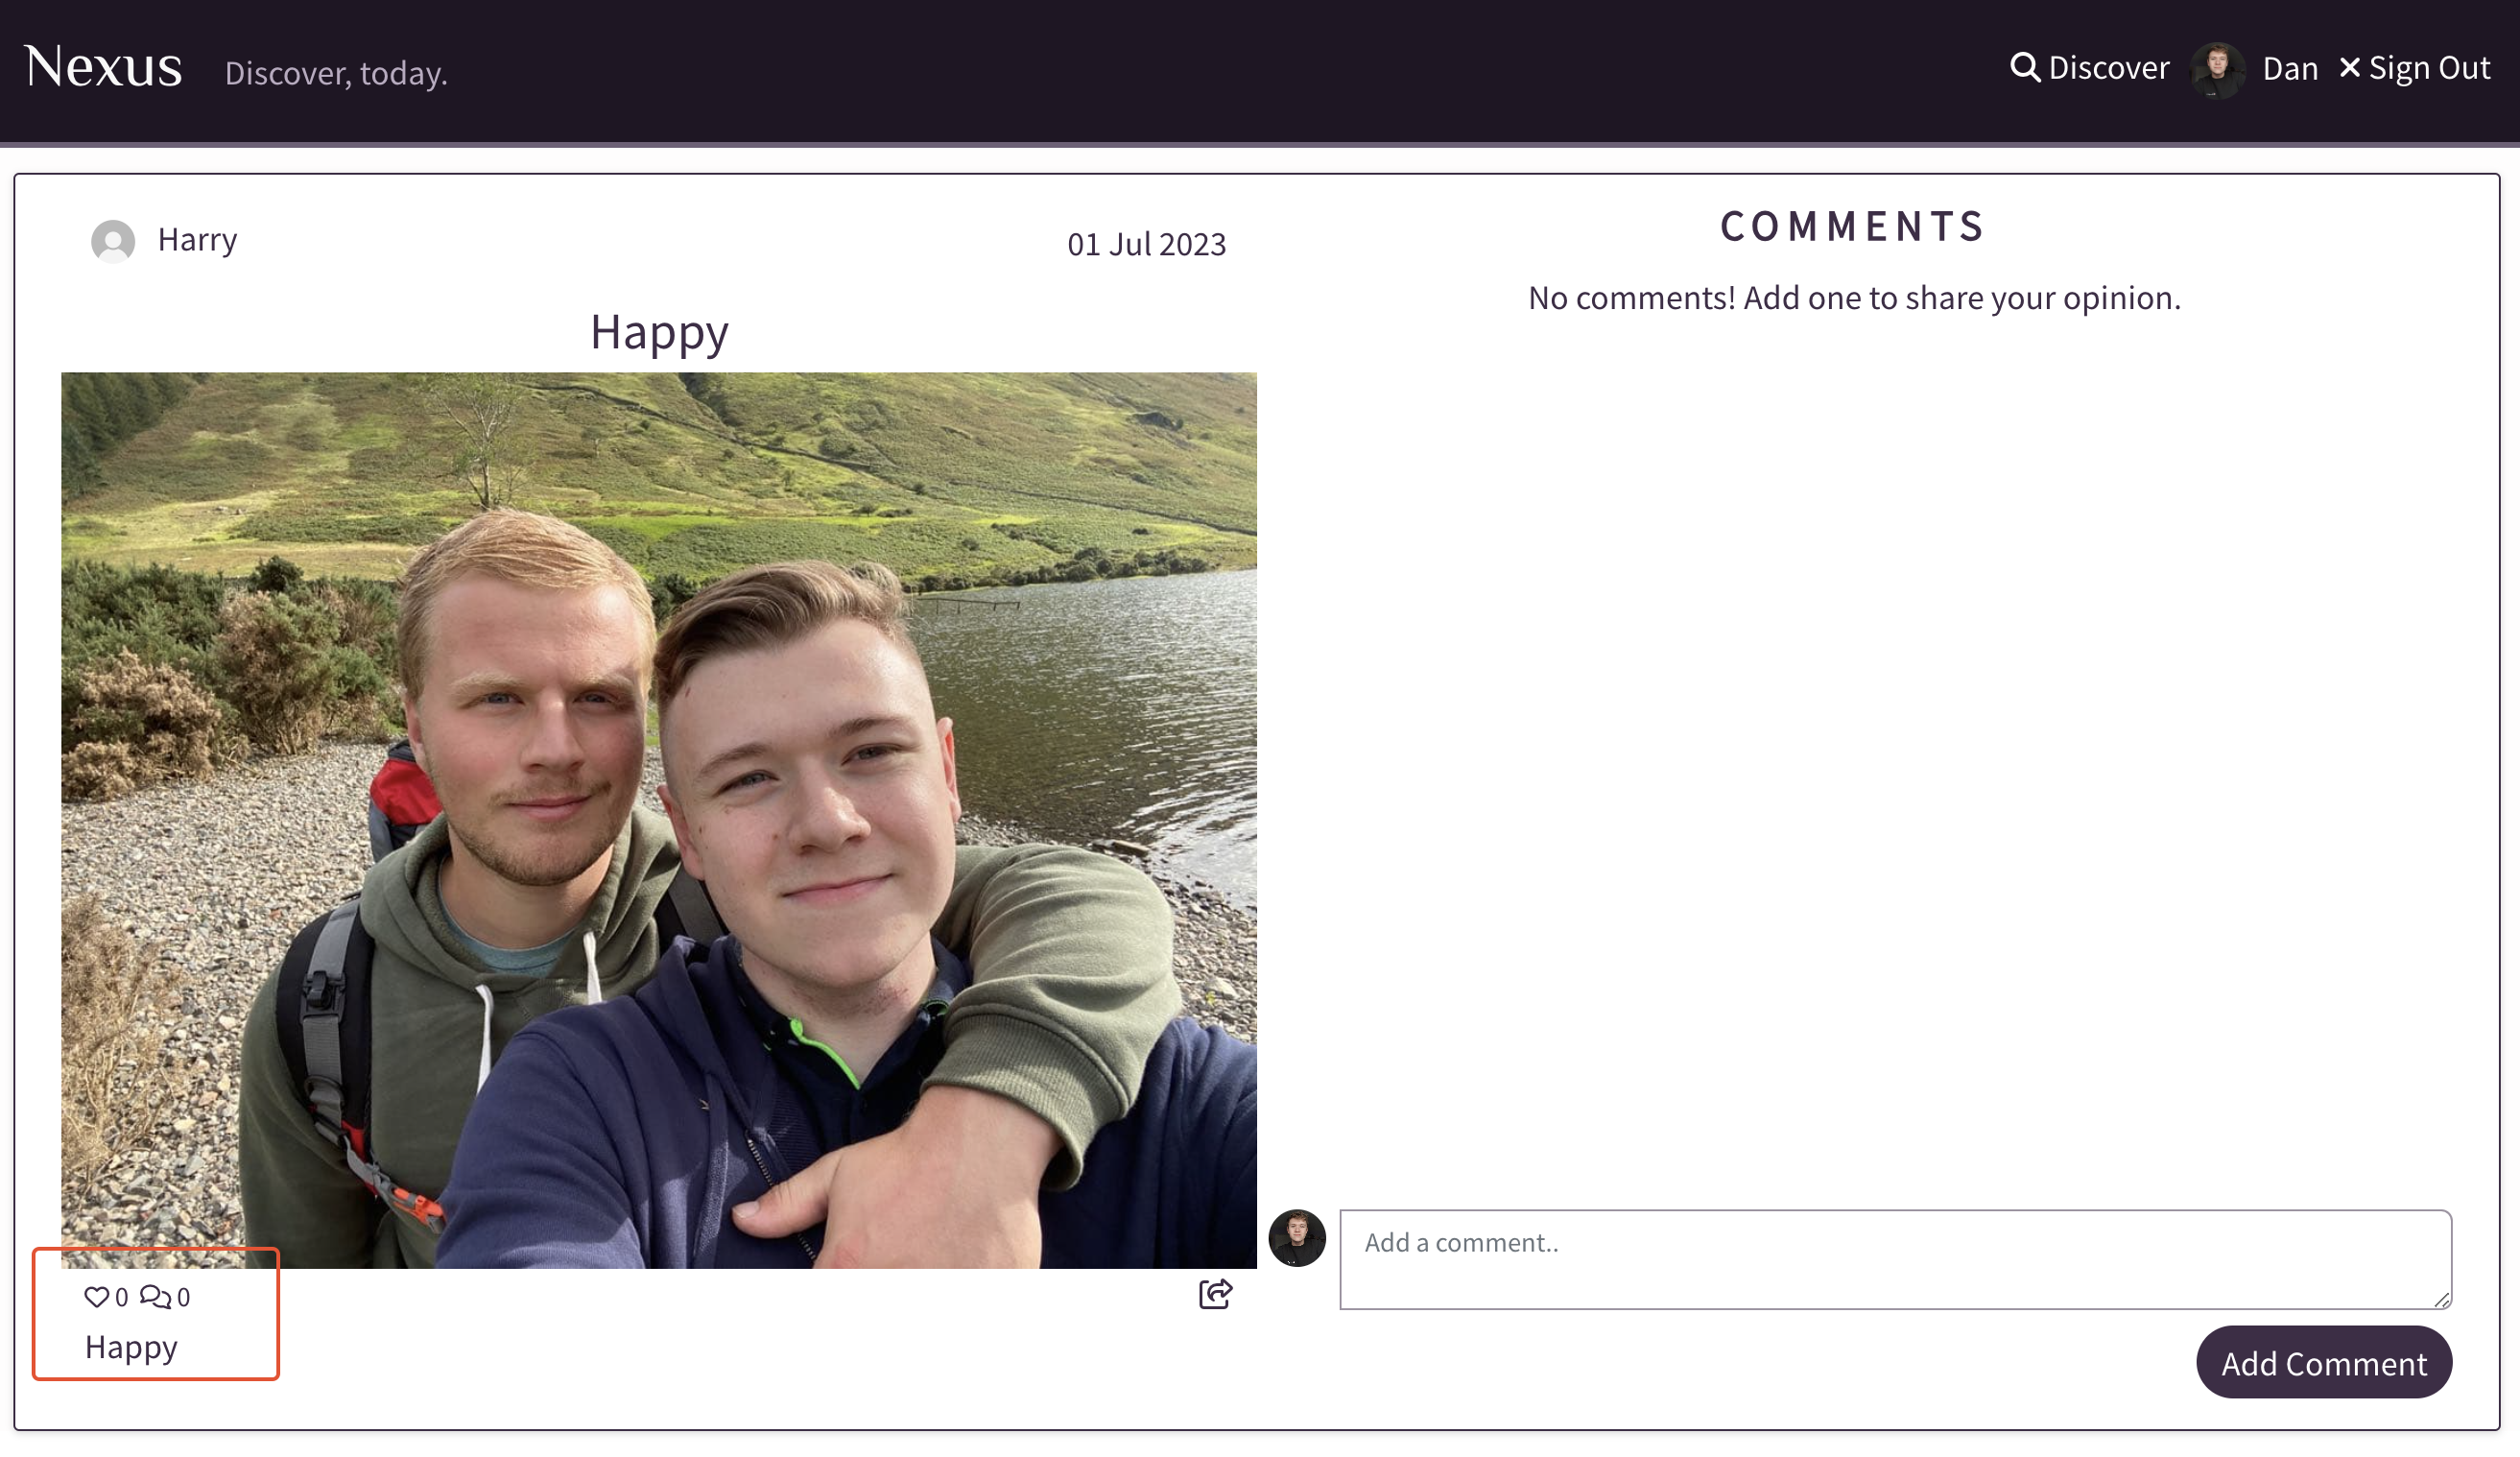 Nexus Discover, today. Discover Dan Sign Out
Harry 01 Jul 2023
Happy
0 0
Happy
COMMENTS
No comments! Add one to share your opinion.
Add a comment..
Add Comment